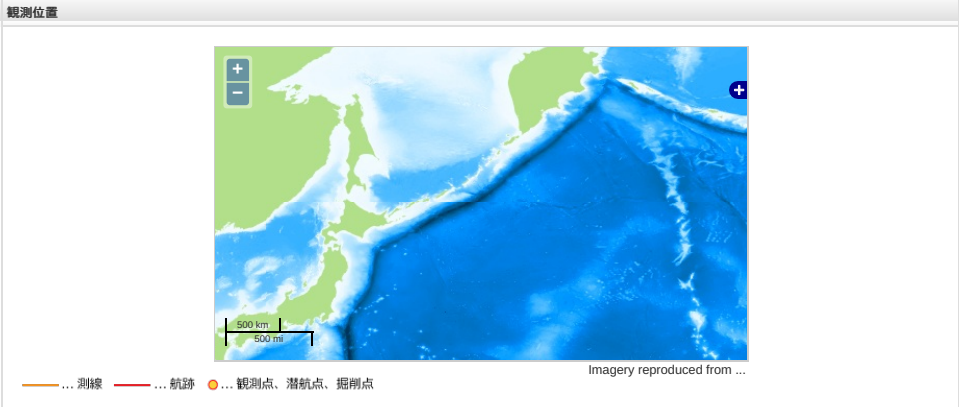 観測位置
+
−
+
500 km
500 mi
Imagery reproduced from ...
... 測線 ... 航跡 ... 観測点、潜航点、掘削点